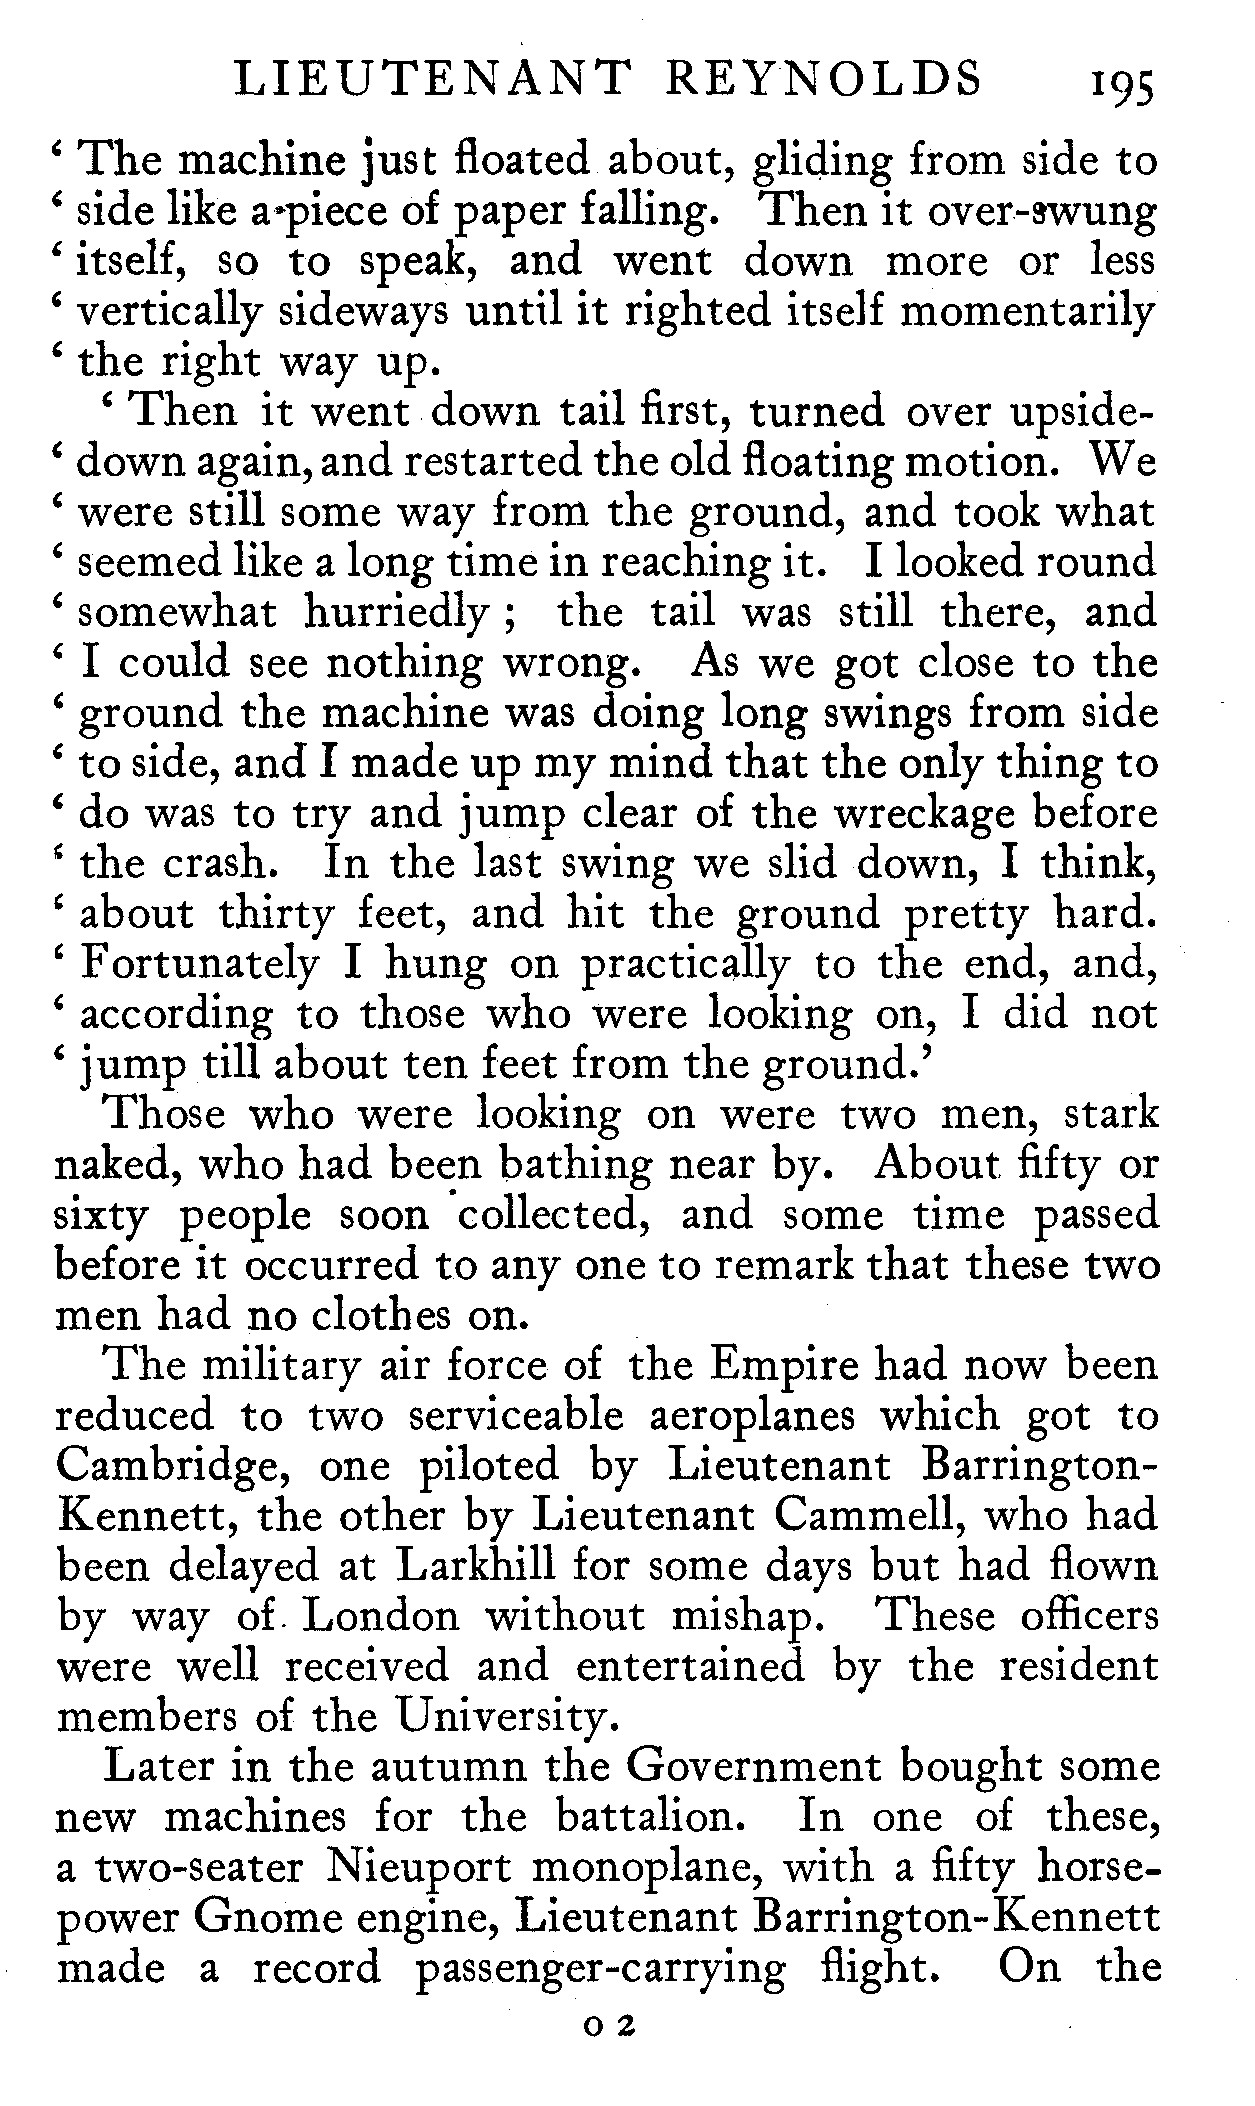 LIEUTENANT REYNOLDS 195
‘ The machine just floated about, gliding from side to
‘ side like a piece of paper falling. Then it over-swung
‘ itself, so to speak, and went down more or less
‘ vertically sideways until it righted itself momentarily
‘ the right way up.
‘ Then it went down tail first, turned over upside-
‘ down again, and restarted the old floating motion. We
‘ were still some way from the ground, and took what
‘ seemed like a long time in reaching it. I looked round
‘ somewhat hurriedly ; the tail was still there, and
‘ I could see nothing wrong. As we got close to the
‘ ground the machine was doing long swings from side
‘ to side, and I made up my mind that the only thing to
‘ do was to try and jump clear of the wreckage before
‘ the crash. In the last swing we slid down, I think,
‘ about thirty feet, and hit the ground pretty hard.
‘ Fortunately I hung on practically to the end, and,
‘ according to those who were looking on, I did not
‘ jump till about ten feet from the ground.’
Those who were looking on were two men, stark
naked, who had been bathing near by. About fifty or
sixty people soon collected, and some time passed
before it occurred to any one to remark that these two
men had no clothes on.
The military air force of the Empire had now been
reduced to two serviceable aeroplanes which got to
Cambridge, one piloted by Lieutenant Barrington-
Kennett, the other by Lieutenant Cammell, who had
been delayed at Larkhill for some days but had flown
by way of London without mishap. These officers
were well received and entertained by the resident
members of the University.
Later in the autumn the Government bought some
new machines for the battalion. In one of these,
a two-seater Nieuport monoplane, with a fifty horse-
power Gnome engine, Lieutenant Barrington-Kennett
made a record passenger-carrying flight. On the
O 2